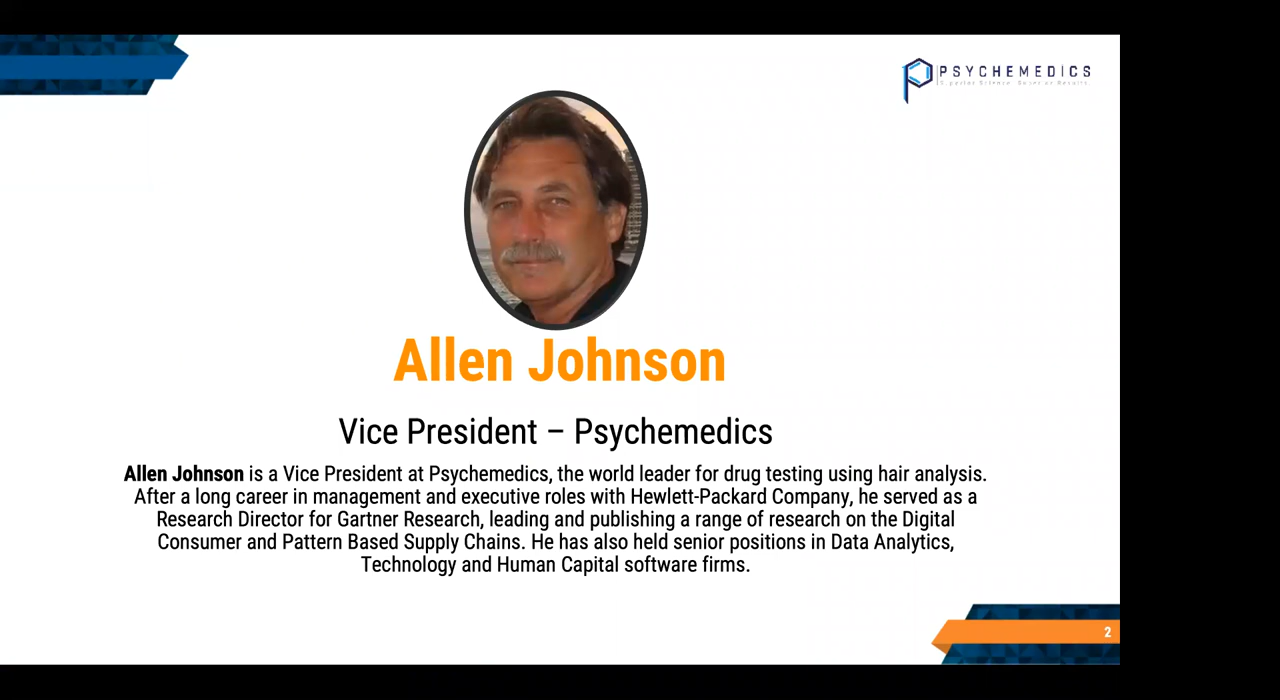 PSYCHEMEDICS
Allen Johnson
Vice President – Psychemedics
Allen Johnson is a Vice President at Psychemedics, the world leader for drug testing using hair analysis.
After a long career in management and executive roles with Hewlett-Packard Company, he served as a
Research Director for Gartner Research, leading and publishing a range of research on the Digital
Consumer and Pattern Based Supply Chains. He has also held senior positions in Data Analytics,
Technology and Human Capital software firms.
2